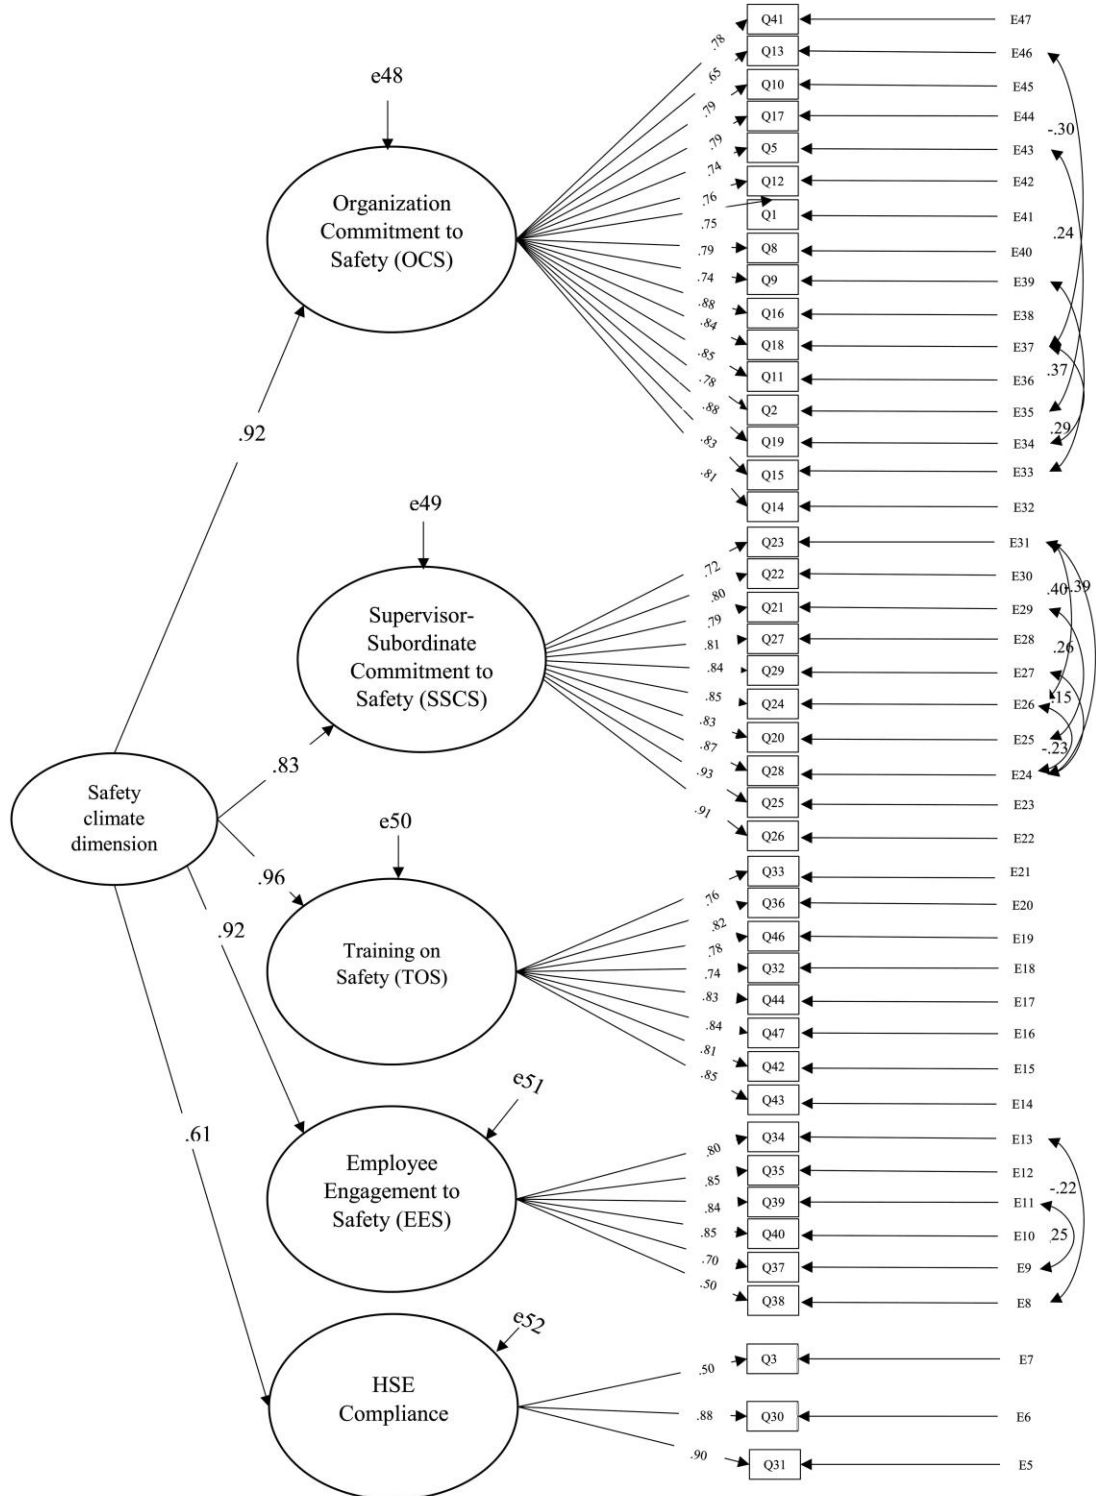 Q41
E47
.78
Q13
E46
.65
e48
Q10
E45
.79
Q17
E44
-.30
.79
Q5
E43
.74
Q12
E42
.76
Organization
Commitment to
Safety (OCS)
Q1
E41
.75
.24
Q8
E40
.79
Q9
E39
.74
Q16
E38
.88
Q18
E37
.84
.37
Q11
E36
.85
Q2
E35
.78
.29
Q19
E34
.88
Q15
E33
.83
Q14
E32
.81
.92
e49
Q23
E31
.72
Q22
E30
.80
.40
-.39
Q21
E29
.79
Supervisor-
Subordinate
Commitment to
Safety (SSCS)
Q27
E28
.81
.26
Q29
E27
.84
Q24
E26
.85
.15
Q20
E25
.83
-.23
Q28
E24
.87
Q25
E23
.93
Q26
E22
.91
.83
Safety
climate
dimension
e50
Q33
E21
.76
.96
Q36
E20
.82
.92
Q46
E19
.78
Training on
Safety (TOS)
Q32
E18
.74
Q44
E17
.83
Q47
E16
.84
Q42
E15
.81
Q43
E14
.85
e51
.61
Q34
E13
.80
Q35
E12
.85
Employee
Engagement to
Safety (EES)
-.22
Q39
E11
.84
Q40
E10
.85
.25
Q37
E9
.70
Q38
E8
.50
e52
Q3
E7
.50
HSE
Compliance
Q30
E6
.88
Q31
E5
.90